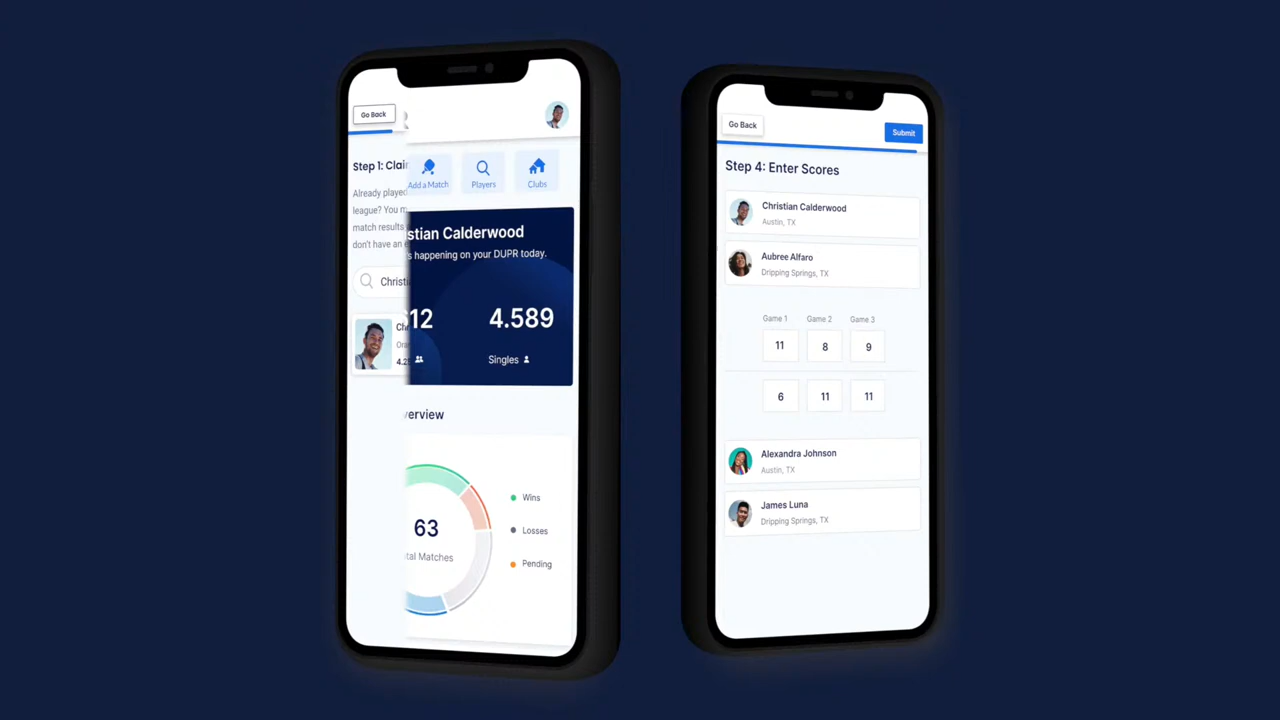 Go Back
Step 1: Clai
Already played
league? You m
match results
don't have an
Christi
Add a Match
Players
Clubs
stian Calderwood
s happening on your DUPR today.
12
4.589
Singles
verview
63
tal Matches
Wins
Losses
Pending
Go Back
Submit
Step 4: Enter Scores
Christian Calderwood
Austin, TX
Aubree Alfaro
Dripping Springs, TX
Game 1 Game 2 Game 3
11 8 9
6 11 11
Alexandra Johnson
Austin, TX
James Luna
Dripping Springs, TX